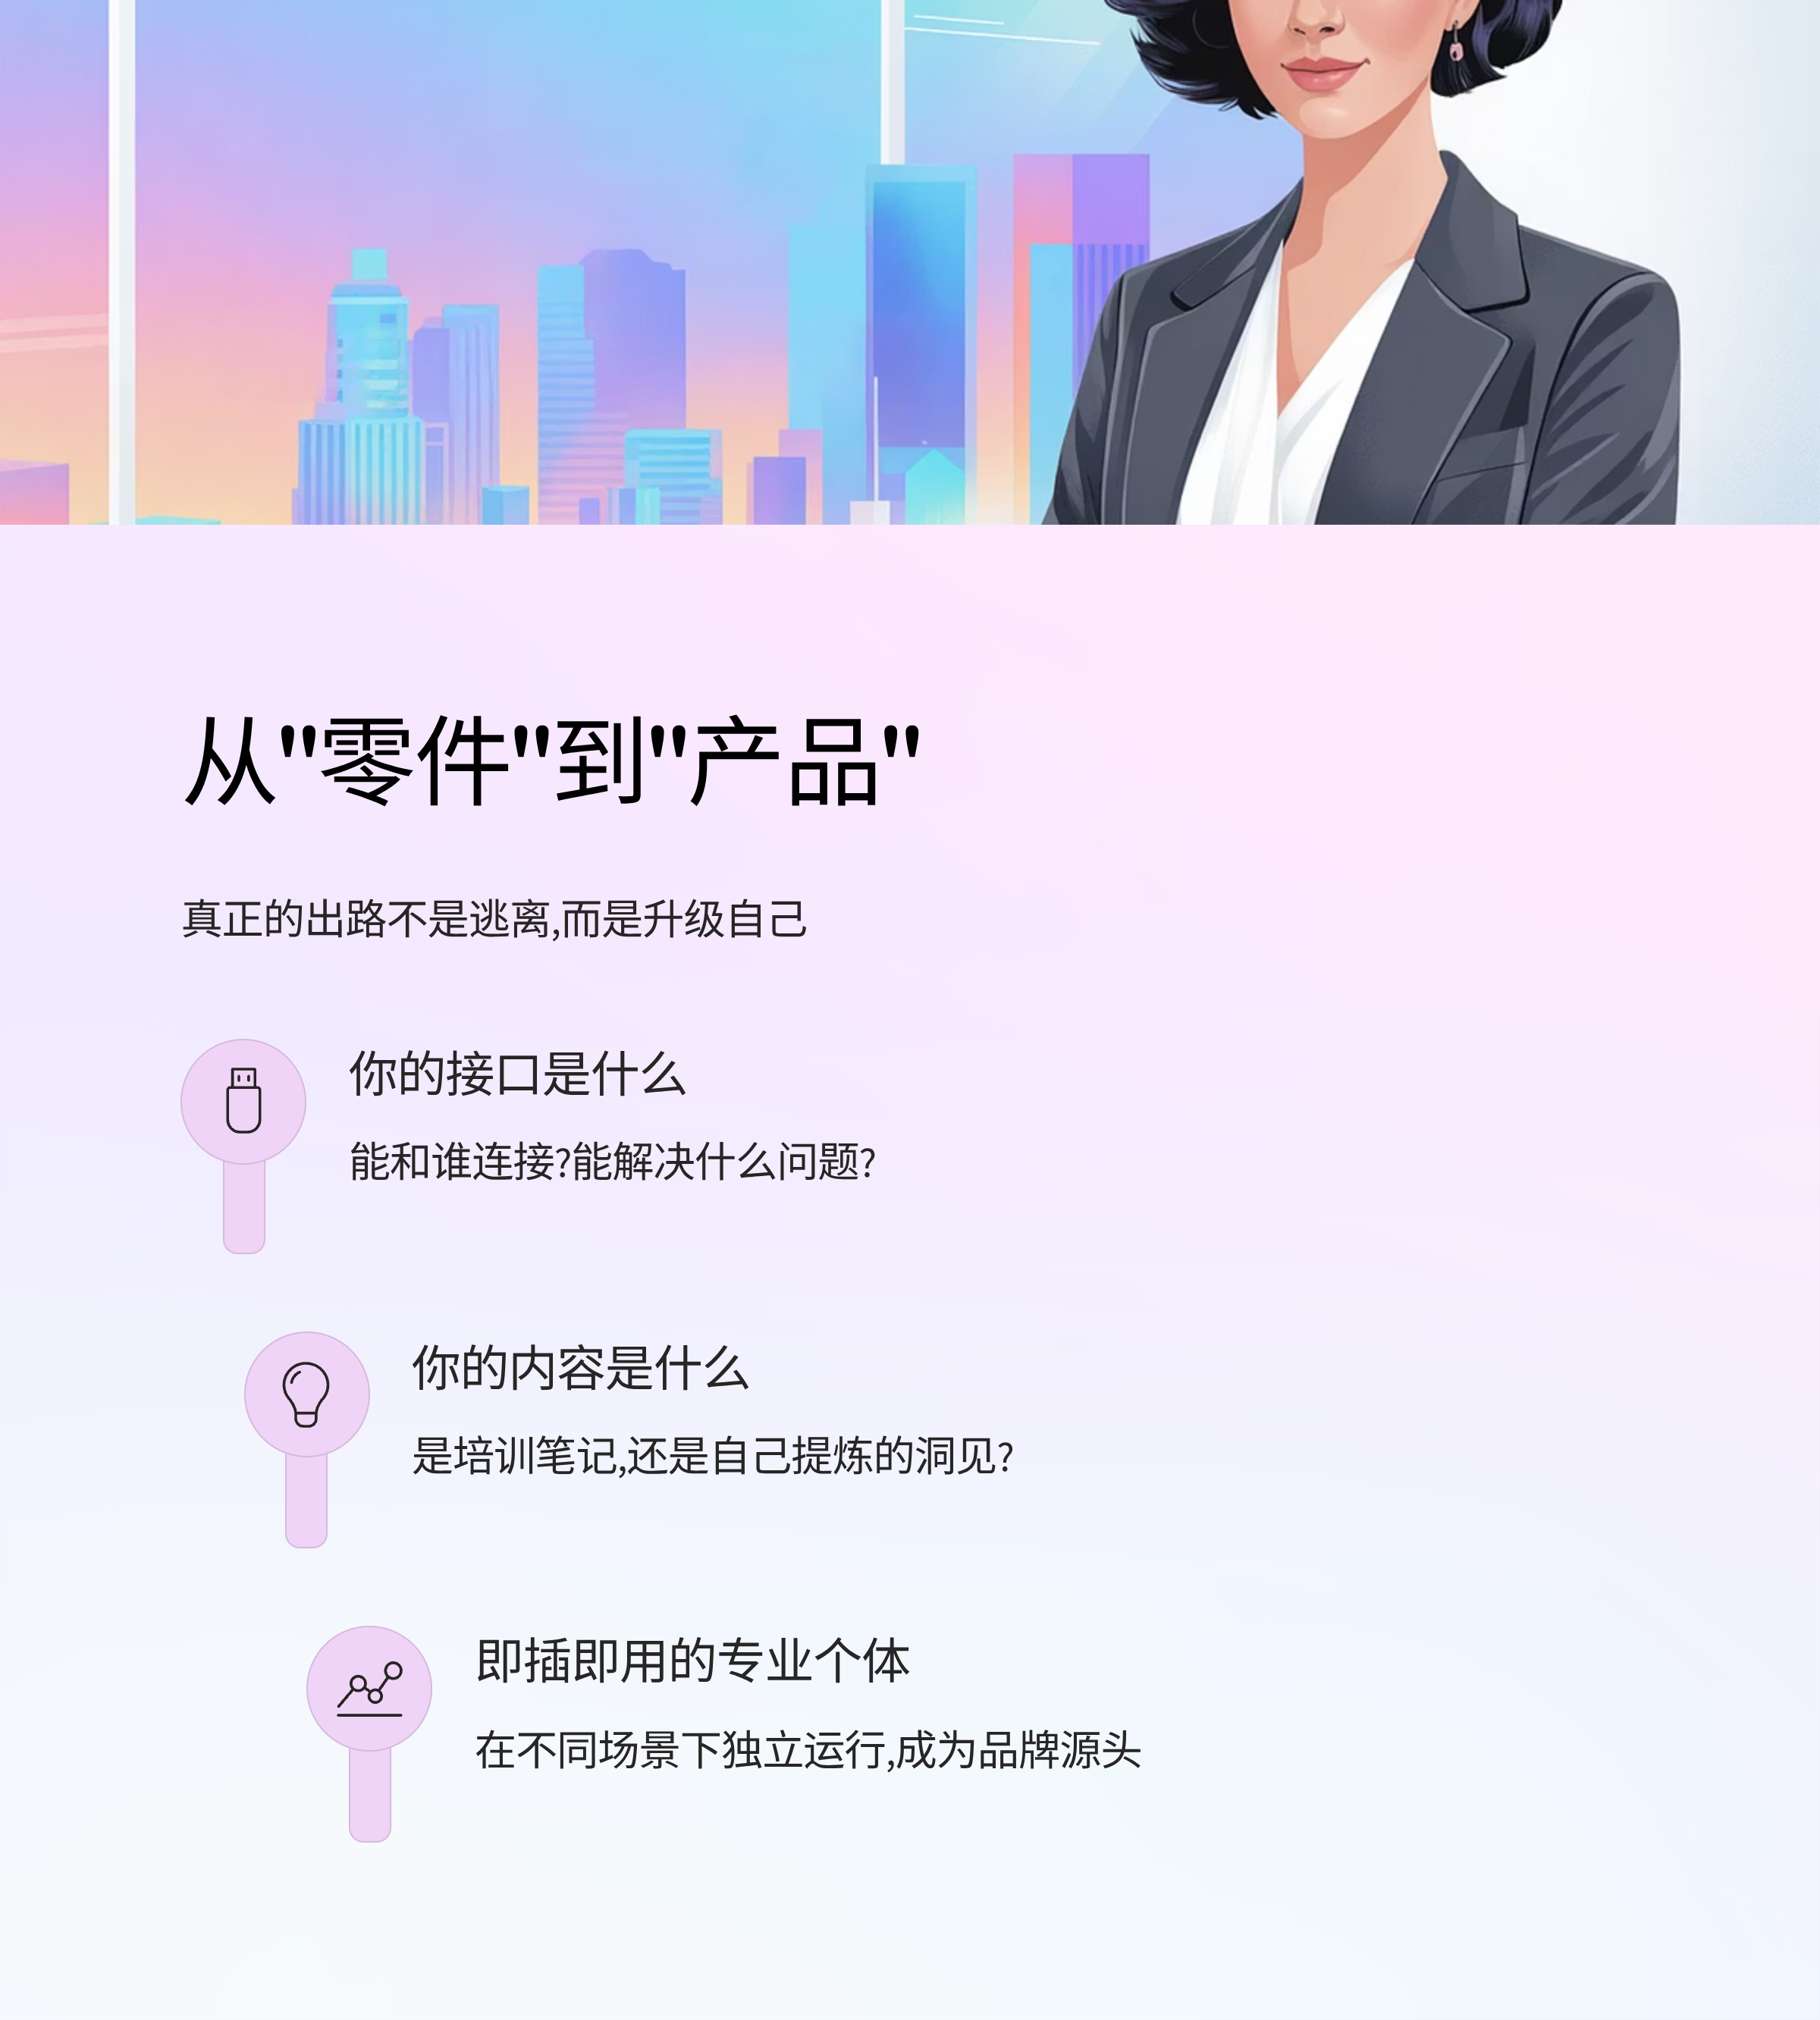 从"零件"到"产品"
真正的出路不是逃离,而是升级自己
你的接口是什么
能和谁连接?能解决什么问题?
你的内容是什么
是培训笔记,还是自己提炼的洞见?
即插即用的专业个体
在不同场景下独立运行,成为品牌源头